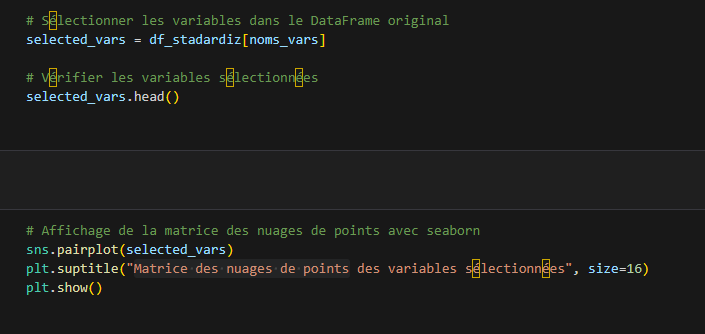 # Sélectionner les variables dans le DataFrame original
selected_vars = df_stadardiz[noms_vars]
# Vérifier les variables sélectionnées
selected_vars.head()
# Affichage de la matrice des nuages de points avec seaborn
sns.pairplot(selected_vars)
plt.suptitle("Matrice des nuages de points des variables sélectionnées", size=16)
plt.show()